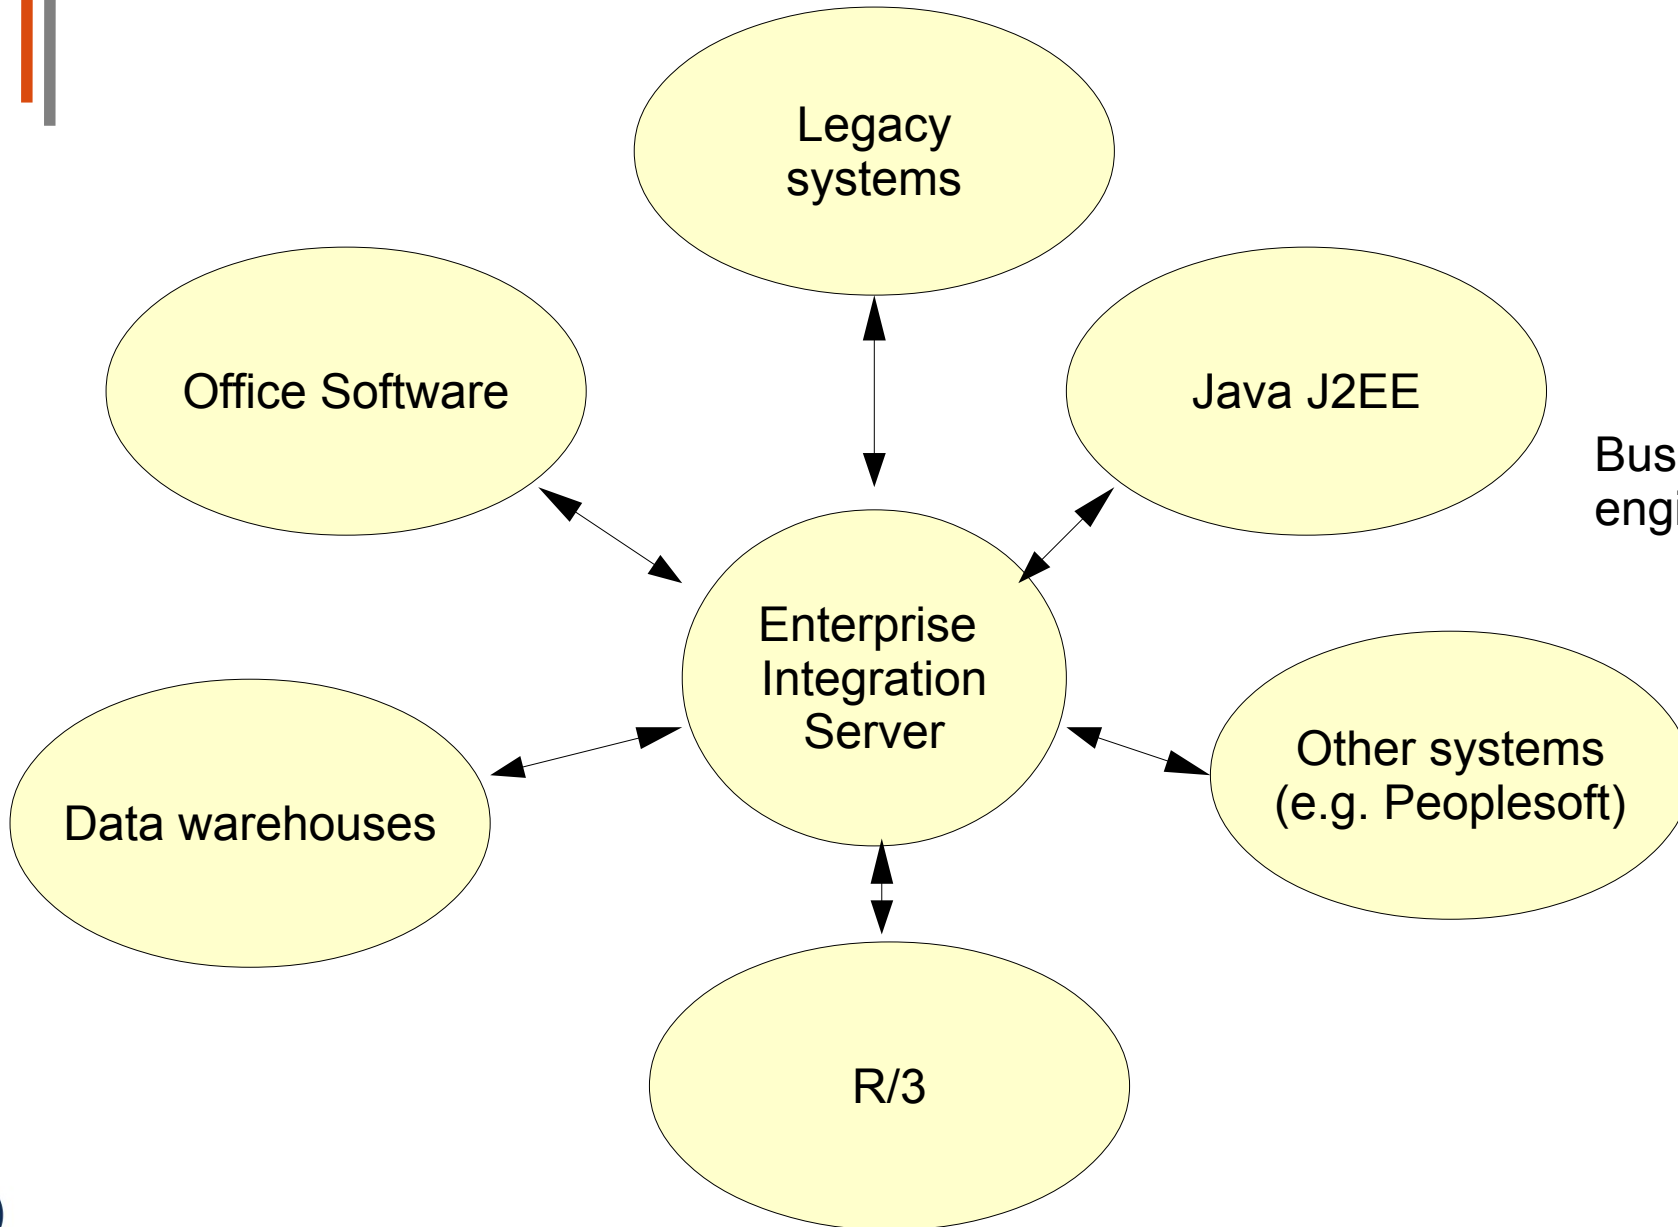 Legacy
systems
Office Software
Java J2EE
Enterprise
Integration
Server
Other systems
(e.g. Peoplesoft)
Data warehouses
R/3